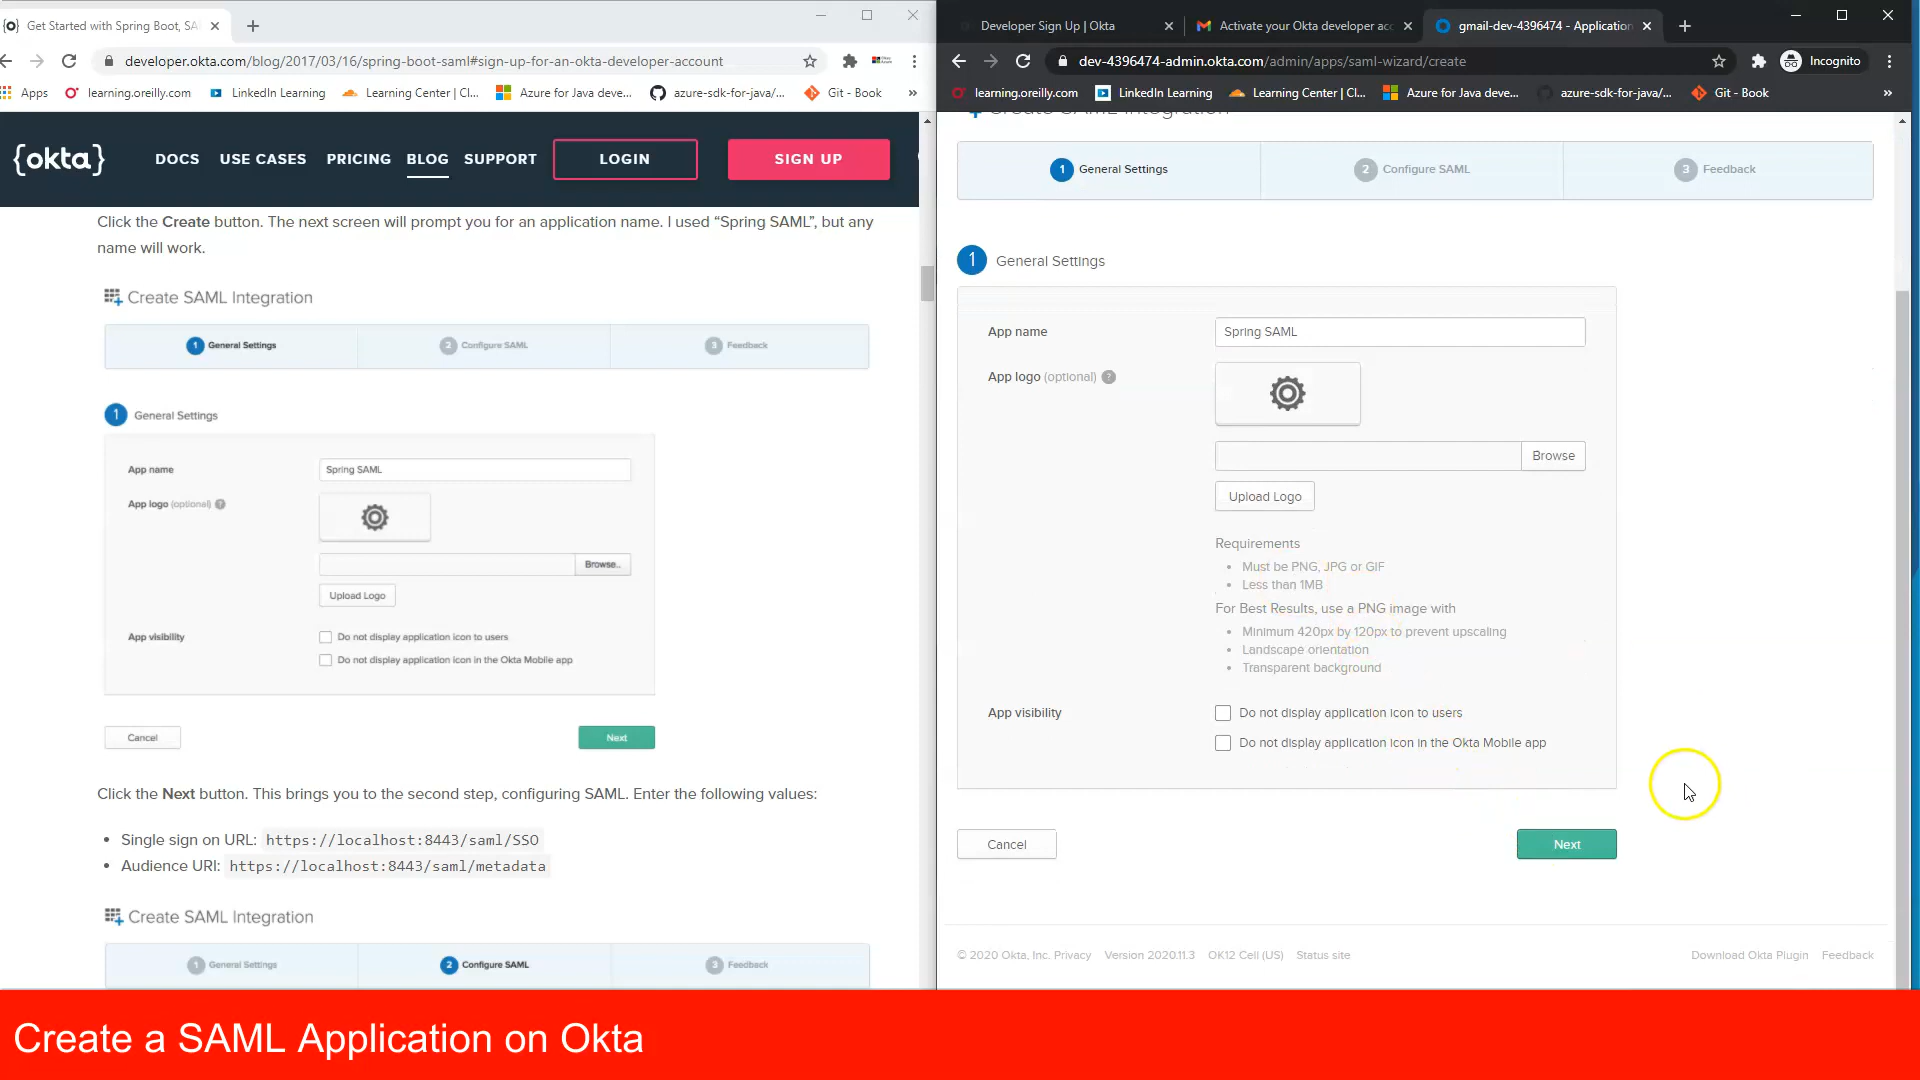 Get Started with Spring Boot, SA
developer.okta.com/blog/2017/03/16/spring-boot-saml#sign-up-for-an-okta-developer-account
Apps learning.oreilly.com LinkedIn Learning Learning Center | Cl... Azure for Java deve... azure-sdk-for-java/... Git - Book »
{okta} DOCS USE CASES PRICING BLOG SUPPORT LOGIN SIGN UP
Click the Create button. The next screen will prompt you for an application name. I used “Spring SAML”, but any
name will work.
Create SAML Integration
1 General Settings 2 Configure SAML 3 Feedback
1 General Settings
App name Spring SAML
App logo (optional) ?
Browse..
Upload Logo
App visibility Do not display application icon to users
Do not display application icon in the Okta Mobile app
Cancel Next
Click the Next button. This brings you to the second step, configuring SAML. Enter the following values:
• Single sign on URL: https://localhost:8443/saml/SSO
• Audience URI: https://localhost:8443/saml/metadata
Create SAML Integration
1 General Settings 2 Configure SAML 3 Feedback
Developer Sign Up | Okta Activate your Okta developer acc gmail-dev-4396474 - Application
dev-4396474-admin.okta.com/admin/apps/saml-wizard/create Incognito
learning.oreilly.com LinkedIn Learning Learning Center | Cl... Azure for Java deve... azure-sdk-for-java/... Git - Book »
Create SAML Integration
1 General Settings 2 Configure SAML 3 Feedback
1 General Settings
App name Spring SAML
App logo (optional) ?
Browse
Upload Logo
Requirements
• Must be PNG, JPG or GIF
• Less than 1MB
For Best Results, use a PNG image with
• Minimum 420px by 120px to prevent upscaling
• Landscape orientation
• Transparent background
App visibility Do not display application icon to users
Do not display application icon in the Okta Mobile app
Cancel Next
© 2020 Okta, Inc. Privacy Version 2020.11.3 OK12 Cell (US) Status site Download Okta Plugin Feedback
Create a SAML Application on Okta